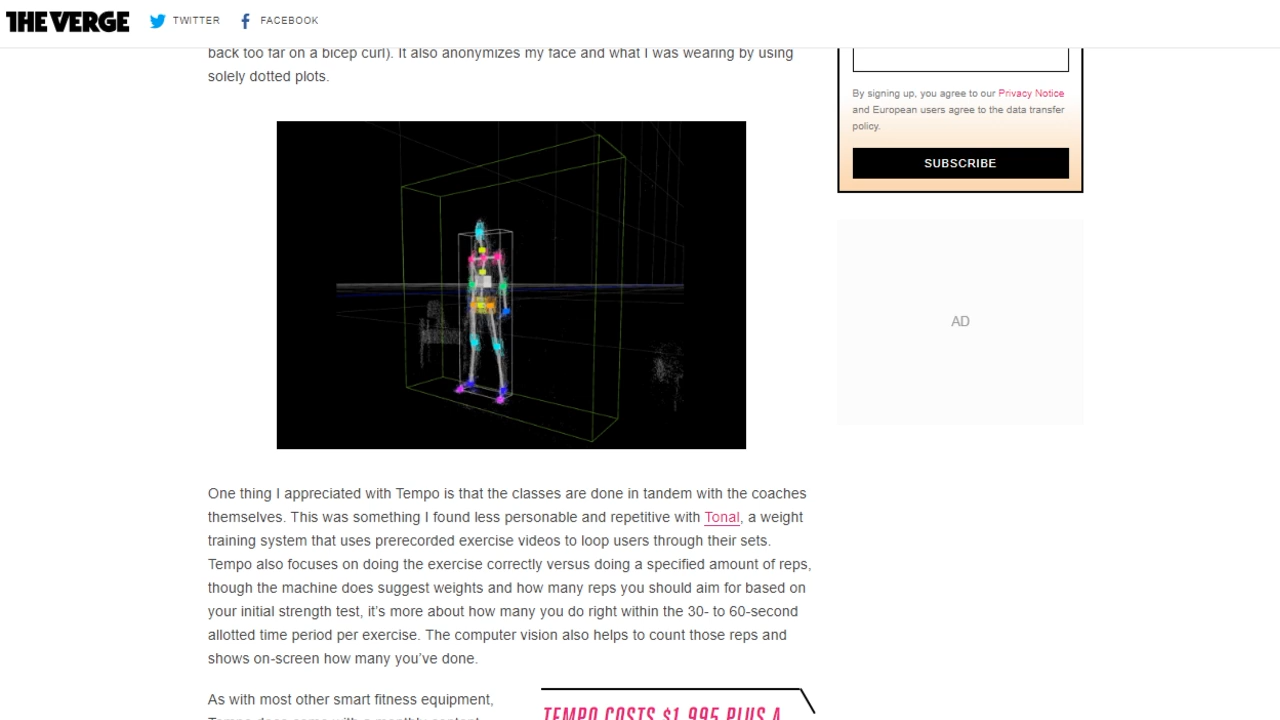 THE VERGE
TWITTER
FACEBOOK
back too far on a bicep curl). It also anonymizes my face and what I was wearing by using
solely dotted plots.
By signing up, you agree to our Privacy Notice
and European users agree to the data transfer
policy.
SUBSCRIBE
AD
One thing I appreciated with Tempo is that the classes are done in tandem with the coaches
themselves. This was something I found less personable and repetitive with Tonal, a weight
training system that uses prerecorded exercise videos to loop users through their sets.
Tempo also focuses on doing the exercise correctly versus doing a specified amount of reps,
though the machine does suggest weights and how many reps you should aim for based on
your initial strength test, it’s more about how many you do right within the 30- to 60-second
allotted time period per exercise. The computer vision also helps to count those reps and
shows on-screen how many you’ve done.
As with most other smart fitness equipment,
Tempo does come with a monthly content
TEMPO COSTS $1,995 PLUS A